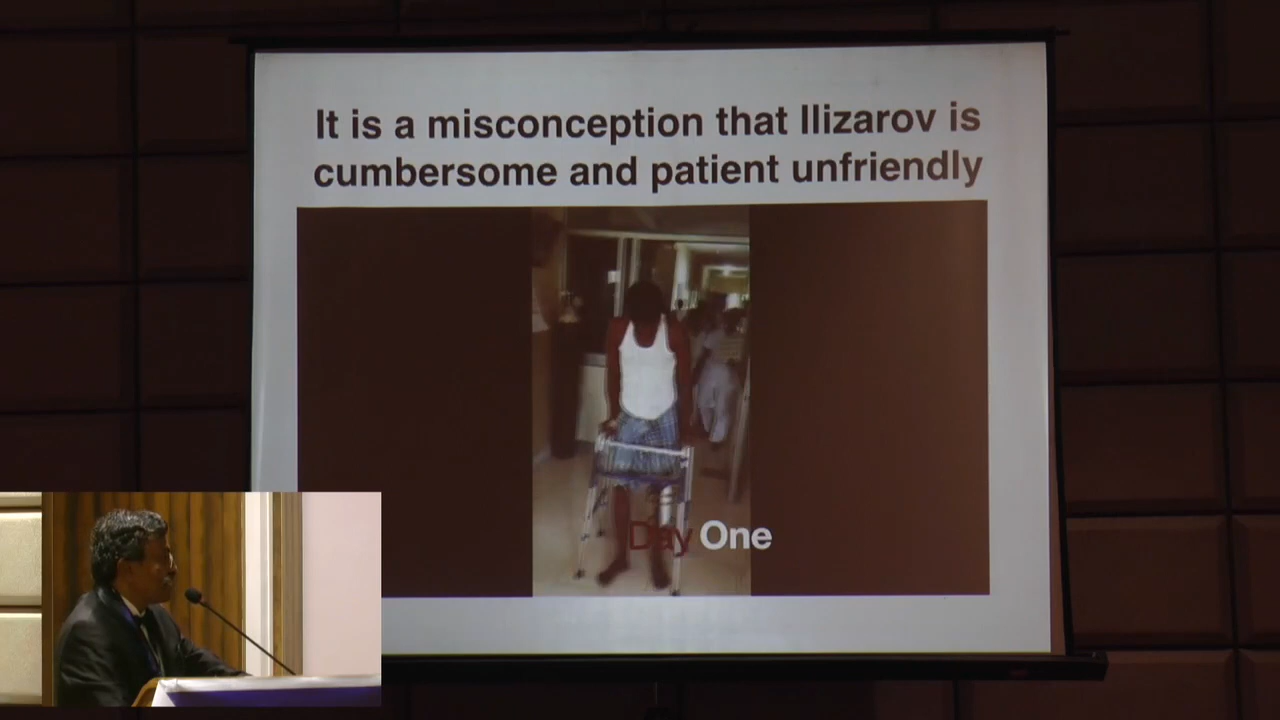 It is a misconception that Ilizarov is
cumbersome and patient unfriendly
Day One